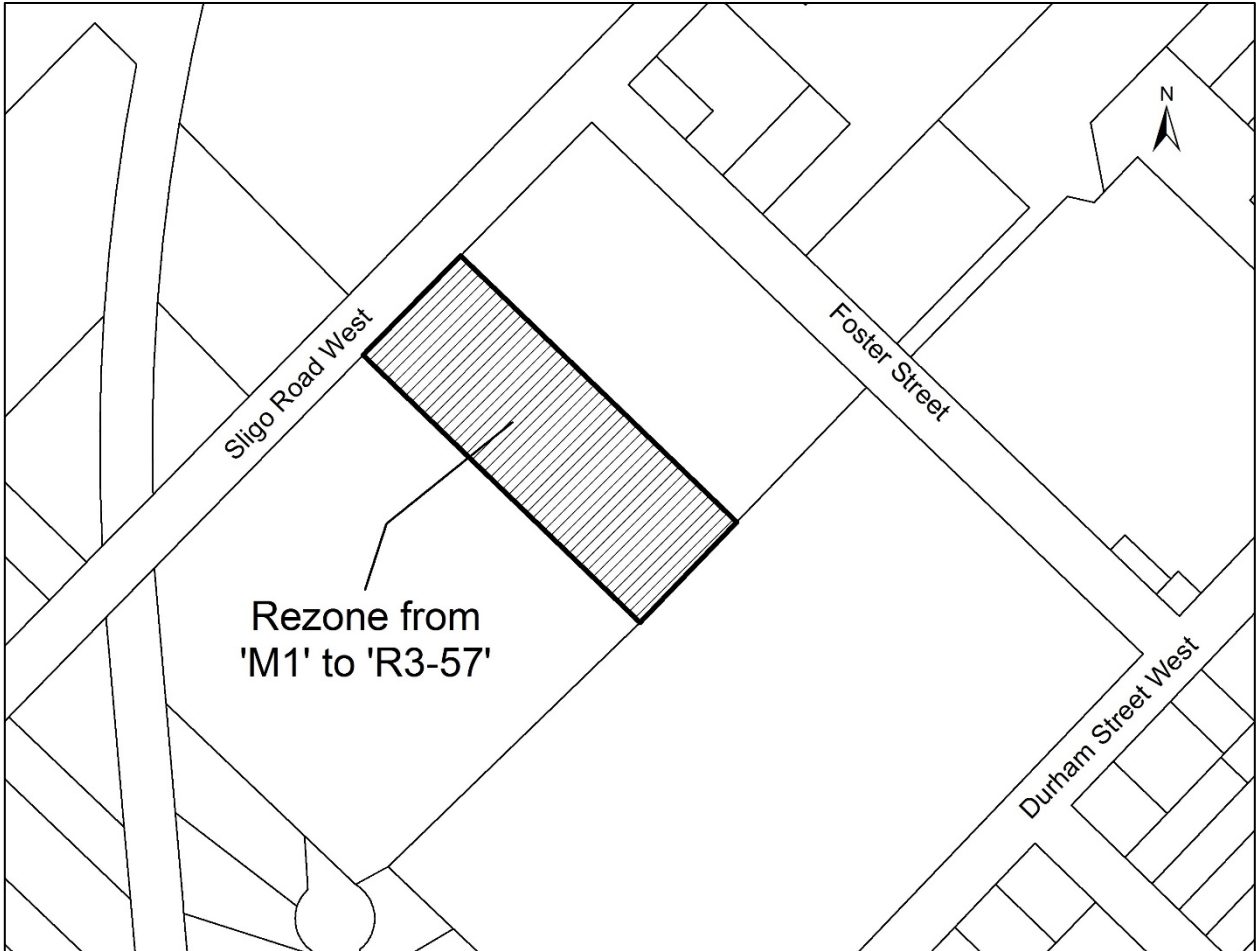 N
Sligo Road West
Foster Street
Rezone from
'M1' to 'R3-57'
Durham Street West